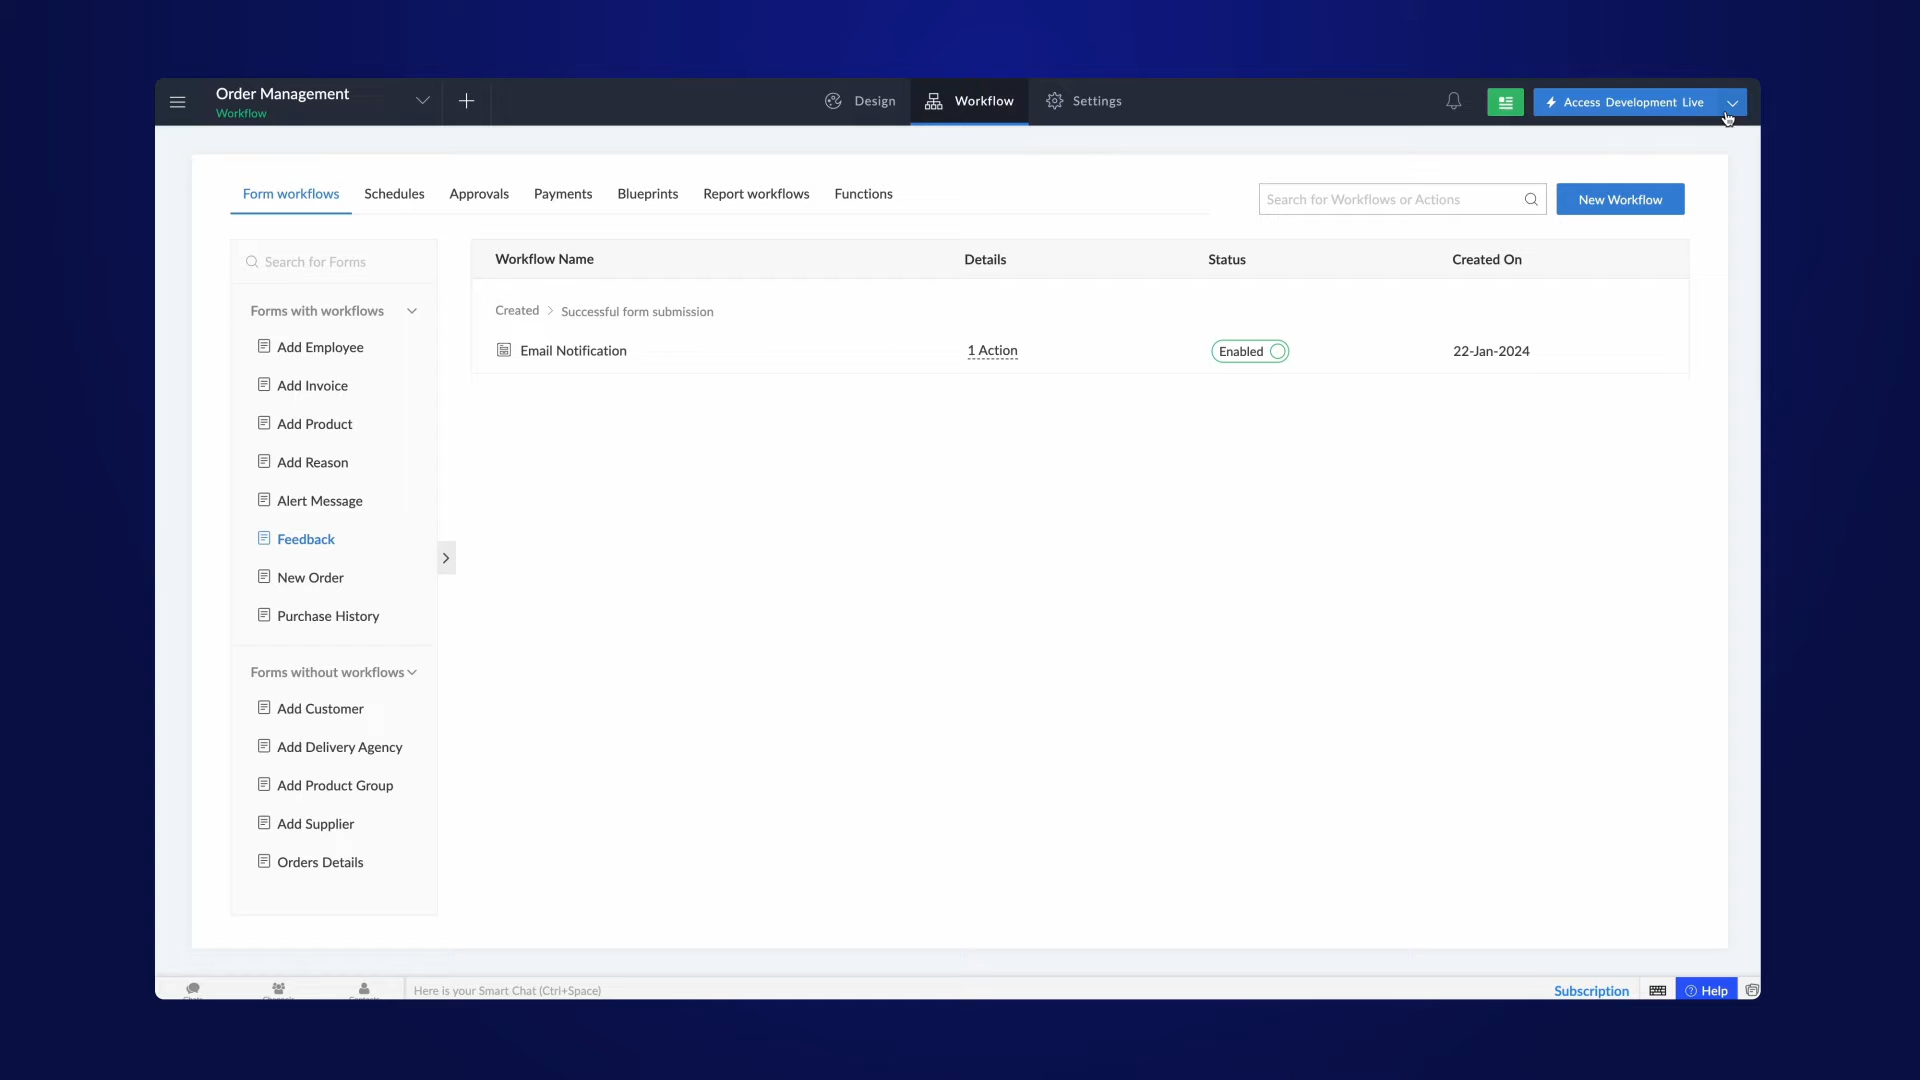 Order Management
Workflow
Design
Workflow
Settings
Access Development Live
Form workflows
Schedules
Approvals
Payments
Blueprints
Report workflows
Functions
Search for Workflows or Actions
New Workflow
Search for Forms
Forms with workflows
Add Employee
Add Invoice
Add Product
Add Reason
Alert Message
Feedback
New Order
Purchase History
Forms without workflows
Add Customer
Add Delivery Agency
Add Product Group
Add Supplier
Orders Details
Workflow Name
Details
Status
Created On
Created > Successful form submission
Email Notification
1 Action
Enabled
22-Jan-2024
Here is your Smart Chat (Ctrl+Space)
Subscription
Help